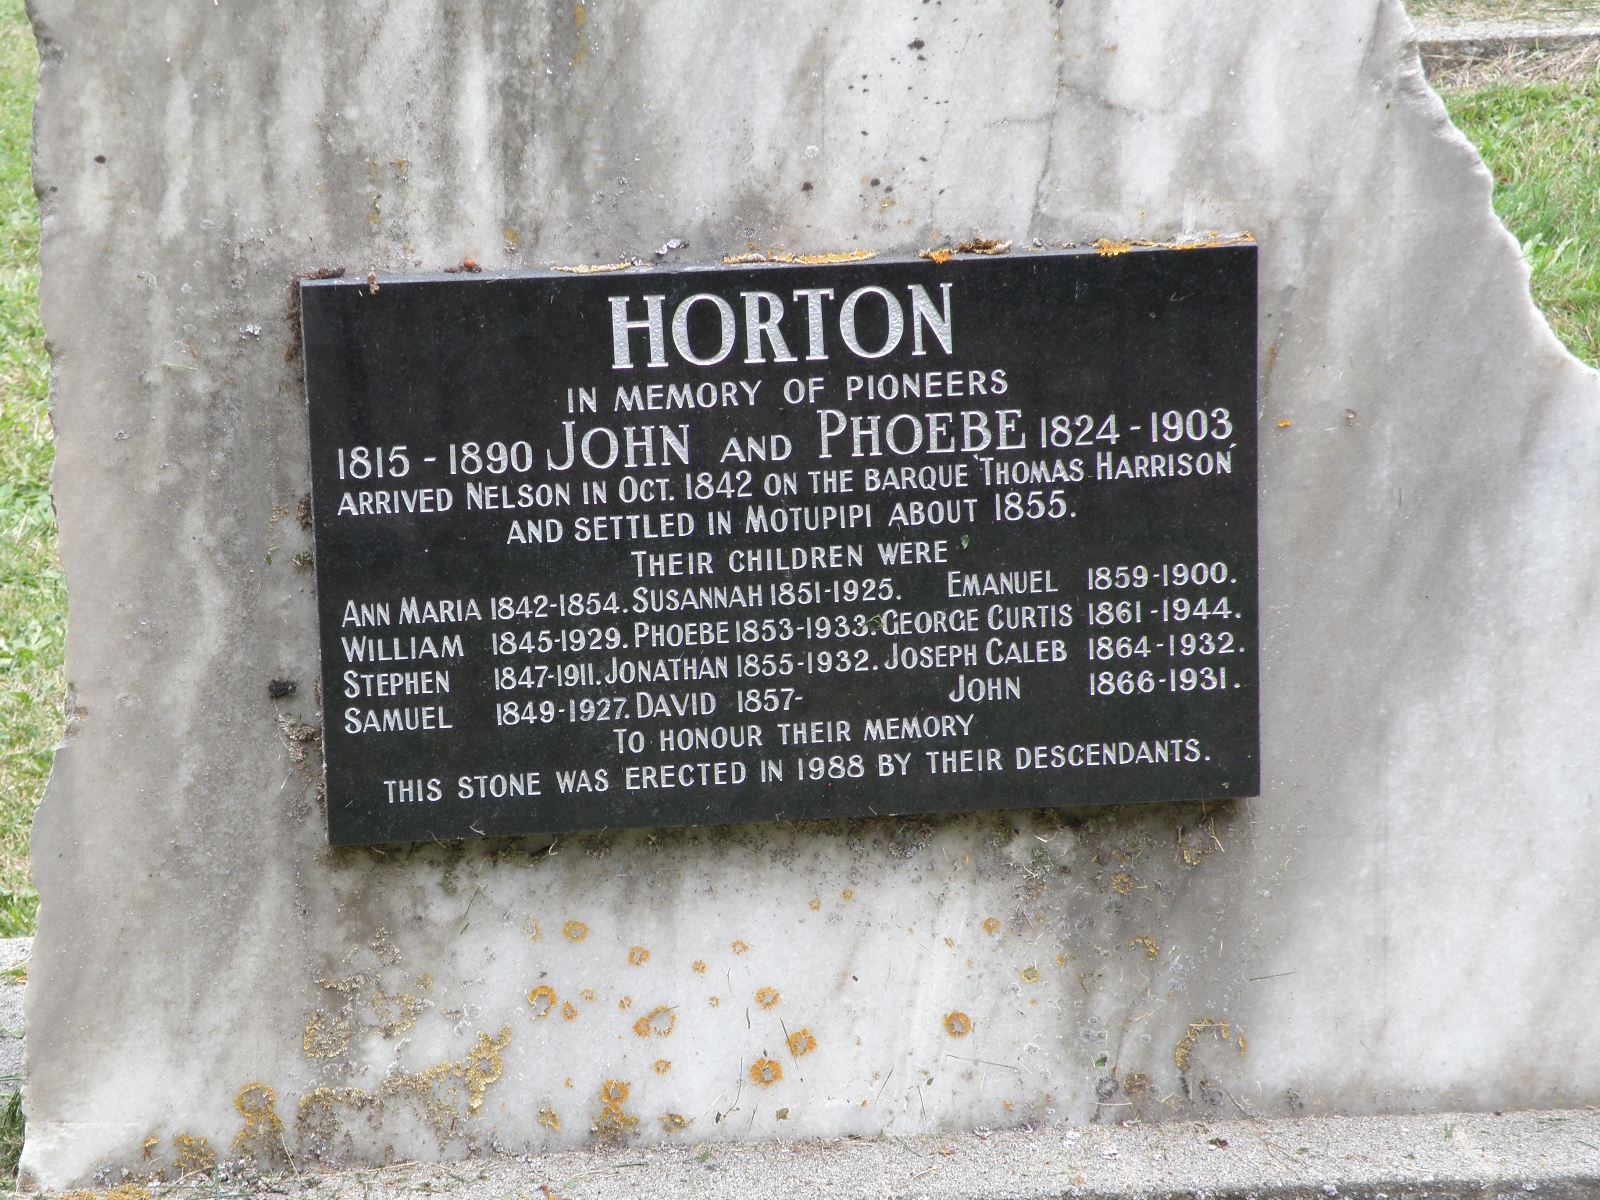 HORTON
IN MEMORY OF PIONEERS
1815 - 1890 JOHN AND PHOEBE 1824 - 1903
ARRIVED NELSON IN OCT. 1842 ON THE BARQUE 'THOMAS HARRISON'
AND SETTLED IN MOTUPIPI ABOUT 1855.
THEIR CHILDREN WERE
ANN MARIA 1842-1854. SUSANNAH 1851-1925. EMANUEL 1859-1900.
WILLIAM 1845-1929. PHOEBE 1853-1933. GEORGE CURTIS 1861-1944.
STEPHEN 1847-1911. JONATHAN 1855-1932. JOSEPH CALEB 1864-1932.
SAMUEL 1849-1927. DAVID 1857- JOHN 1866-1931.
TO HONOUR THEIR MEMORY
THIS STONE WAS ERECTED IN 1988 BY THEIR DESCENDANTS.